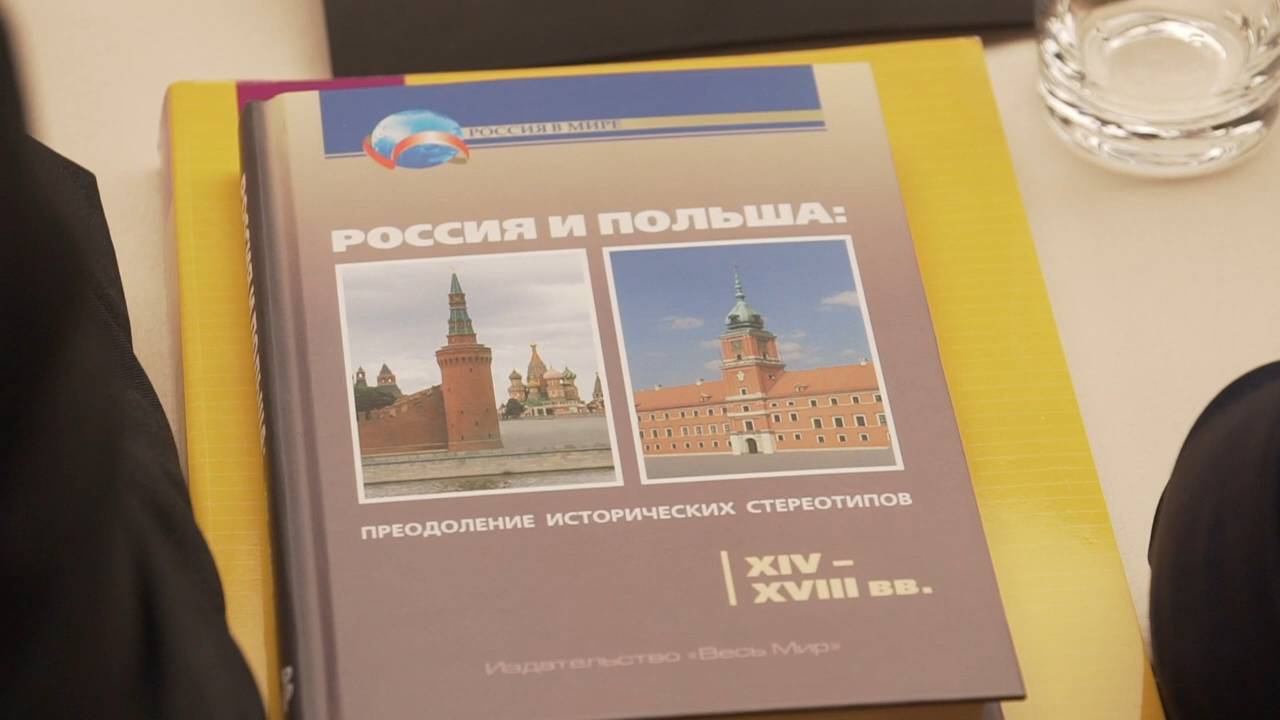 РОССИЯ В МИРЕ
РОССИЯ И ПОЛЬША:
ПРЕОДОЛЕНИЕ ИСТОРИЧЕСКИХ СТЕРЕОТИПОВ
XIV –
XVIII вв.
Издательство «Весь Мир»